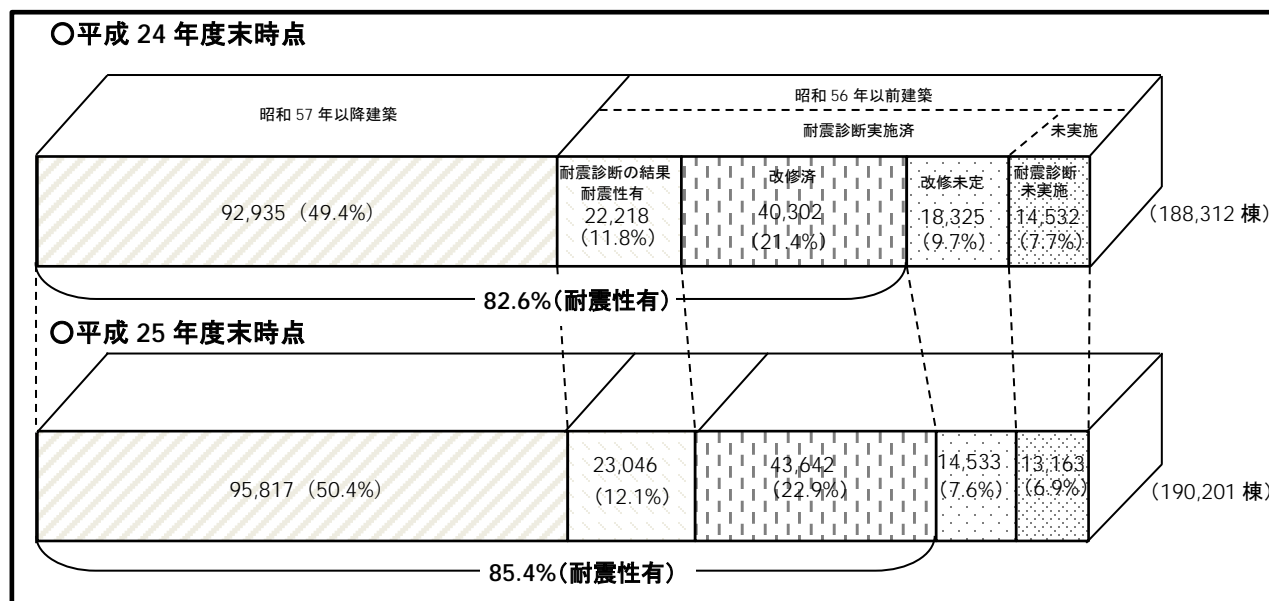 〇平成 24 年度末時点
昭和 57 年以降建築
昭和 56 年以前建築
耐震診断実施済
未実施
92,935（49.4%）
耐震診断の結果
耐震性有
22,218
（11.8%）
改修済
40,302
（21.4%）
改修未定
18,325
（9.7%）
耐震診断
未実施
14,532
（7.7%）
（188,312 棟）
82.6%（耐震性有）
〇平成 25 年度末時点
95,817（50.4%）
23,046
（12.1%）
43,642
（22.9%）
14,533
（7.6%）
13,163
（6.9%）
（190,201 棟）
85.4%（耐震性有）